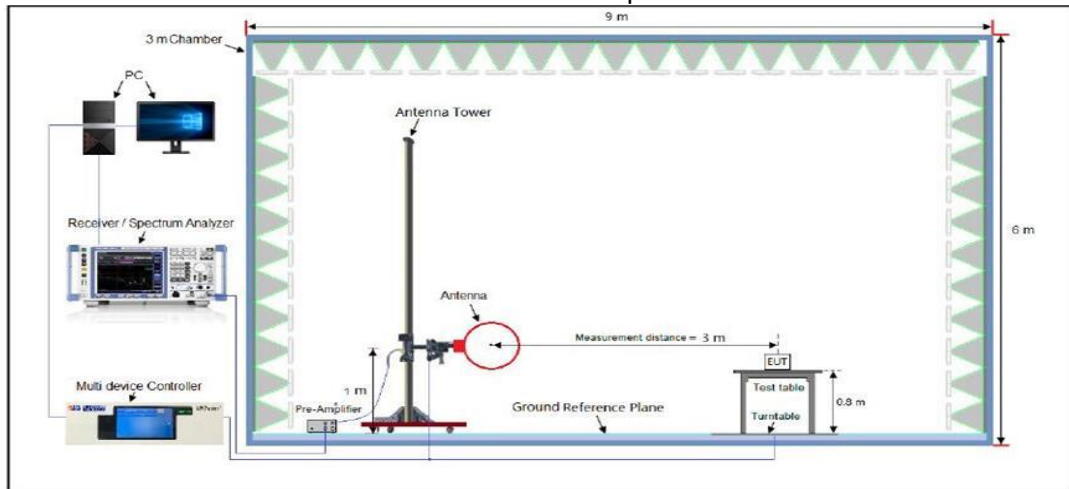 9 m
3 m Chamber
PC
Antenna Tower
Receiver / Spectrum Analyzer
6 m
Antenna
Measurement distance = 3 m
EUT
Multi device Controller
1 m
Test table
0.8 m
Pre-Amplifier
Ground Reference Plane
Turntable